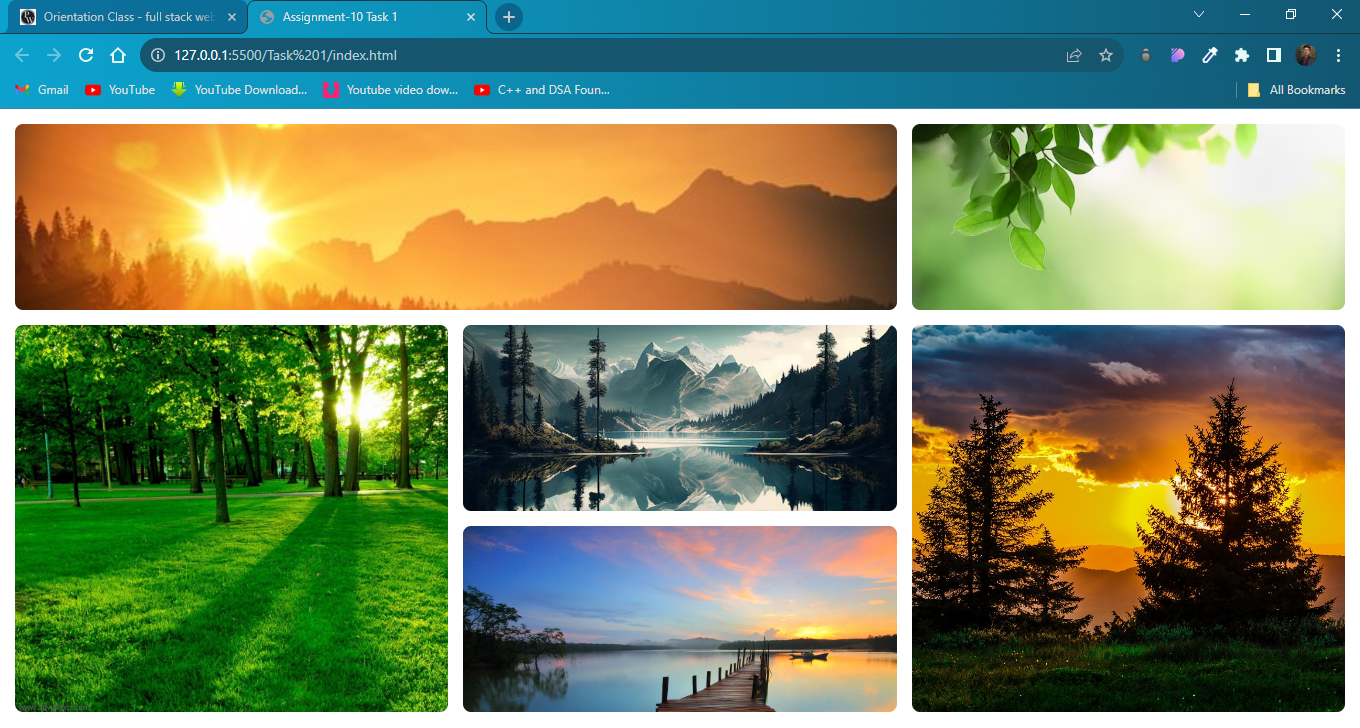 Orientation Class - full stack web
Assignment-10 Task 1
127.0.0.1:5500/Task%201/index.html
Gmail
YouTube
YouTube Download...
Youtube video dow...
C++ and DSA Foun...
All Bookmarks